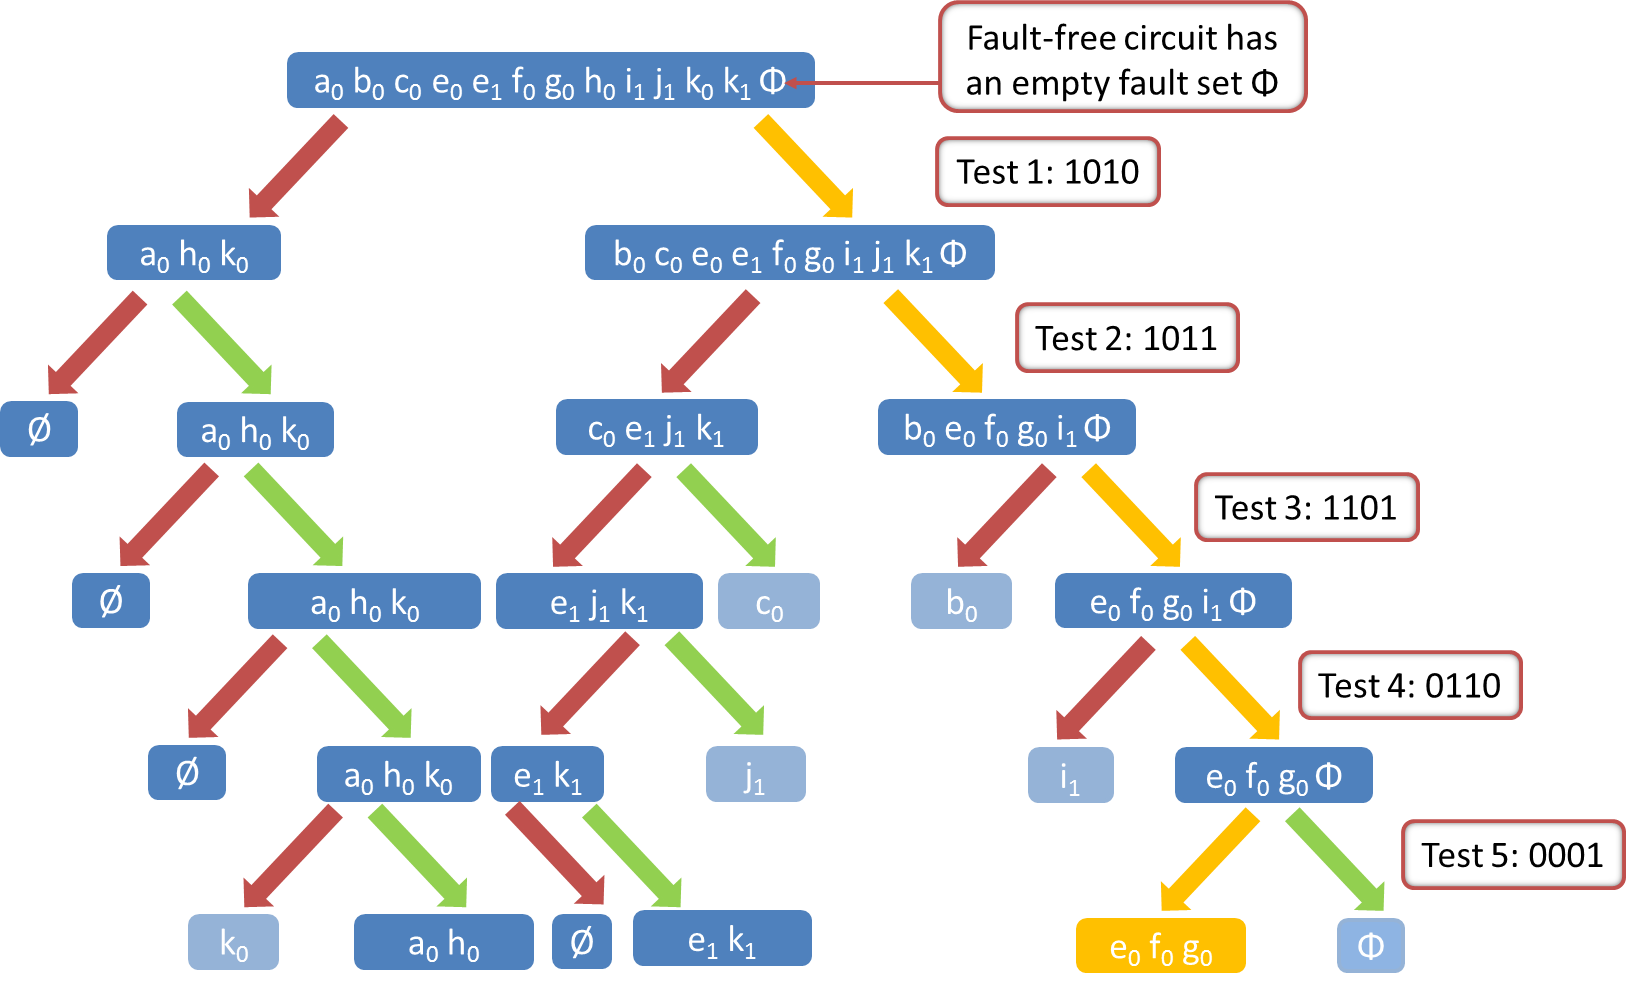 Fault-free circuit has
an empty fault set Φ
a₀ b₀ c₀ e₀ e₁ f₀ g₀ h₀ i₁ j₁ k₀ k₁ Φ
Test 1: 1010
a₀ h₀ k₀
b₀ c₀ e₀ e₁ f₀ g₀ i₁ j₁ k₁ Φ
Test 2: 1011
Ø
a₀ h₀ k₀
c₀ e₁ j₁ k₁
b₀ e₀ f₀ g₀ i₁ Φ
Test 3: 1101
Ø
a₀ h₀ k₀
e₁ j₁ k₁
c₀
b₀
e₀ f₀ g₀ i₁ Φ
Test 4: 0110
Ø
a₀ h₀ k₀
e₁ k₁
j₁
i₁
e₀ f₀ g₀ Φ
Test 5: 0001
k₀
a₀ h₀
Ø
e₁ k₁
e₀ f₀ g₀
Φ